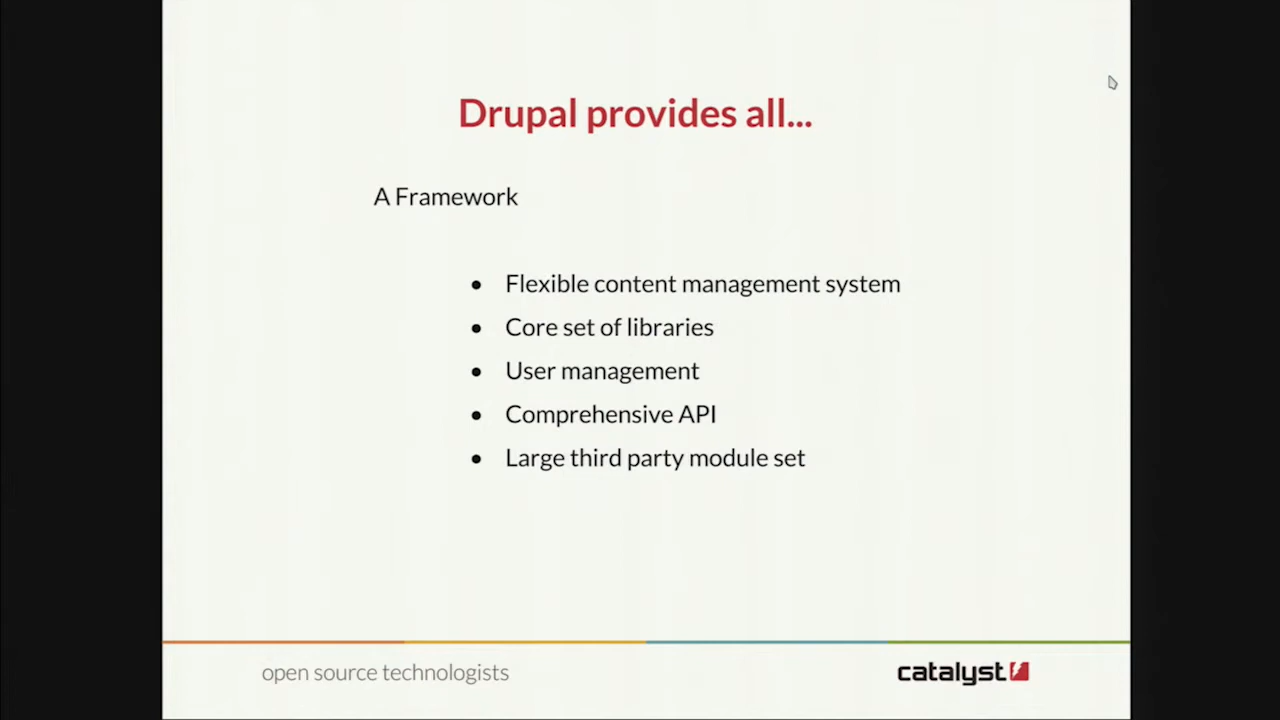 Drupal provides all...
A Framework
• Flexible content management system
• Core set of libraries
• User management
• Comprehensive API
• Large third party module set
open source technologists
catalyst